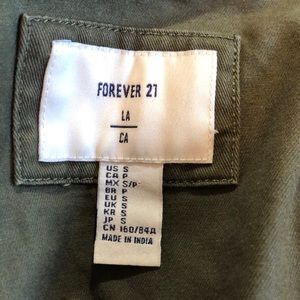 FOREVER 21
LA
CA
US S
CA P
MX S/P
BR P
EU S
UK S
KR S
JP S
CN 160/84A
MADE IN INDIA